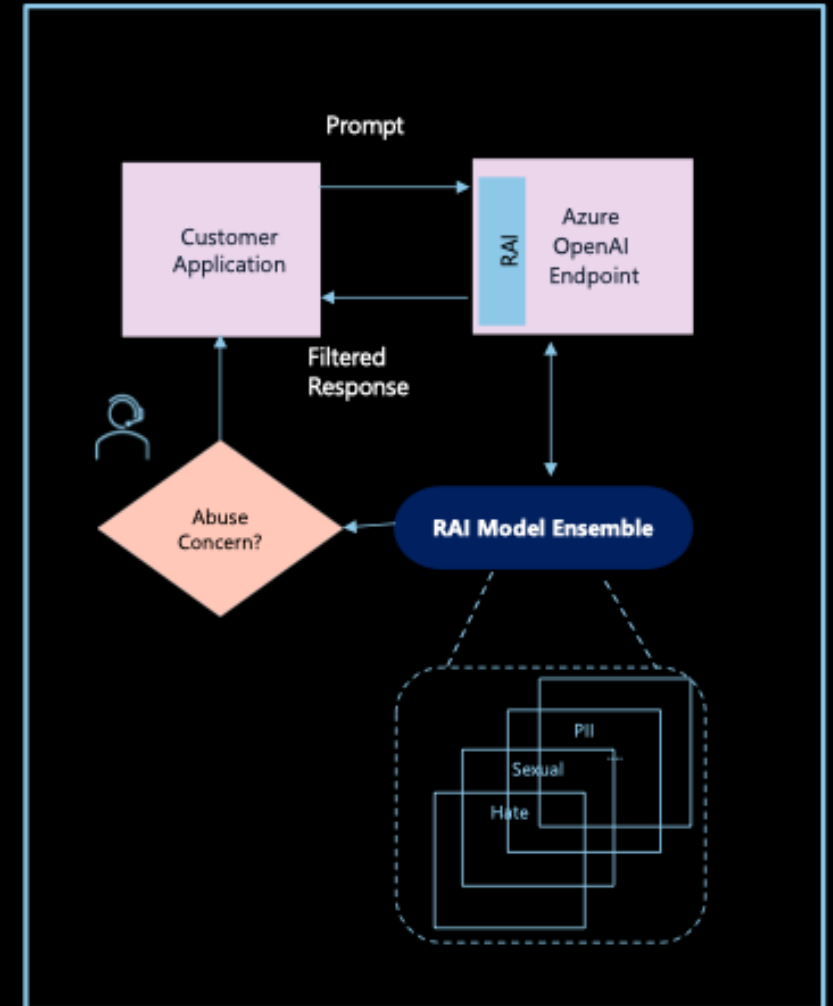 Prompt
Customer
Application
RAI
Azure
OpenAI
Endpoint
Filtered
Response
Abuse
Concern?
RAI Model Ensemble
PII
....
Sexual
Hate